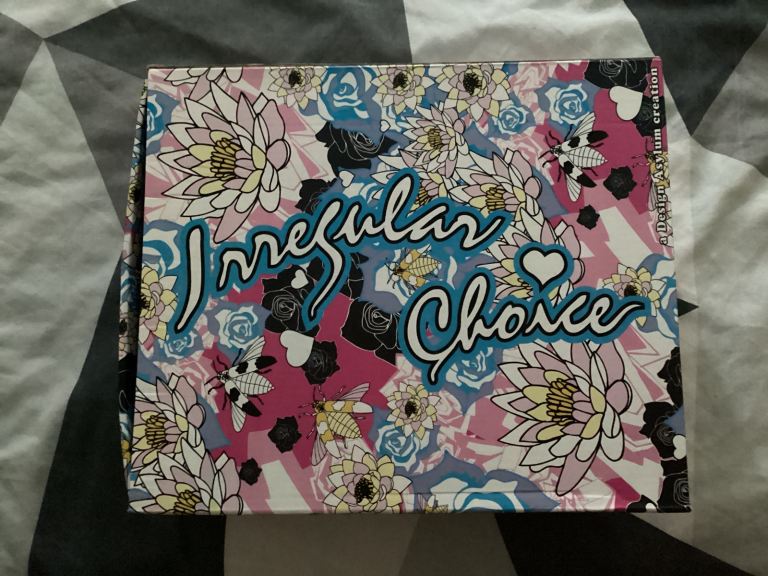 Irregular
Choice
a Design Asylum creation